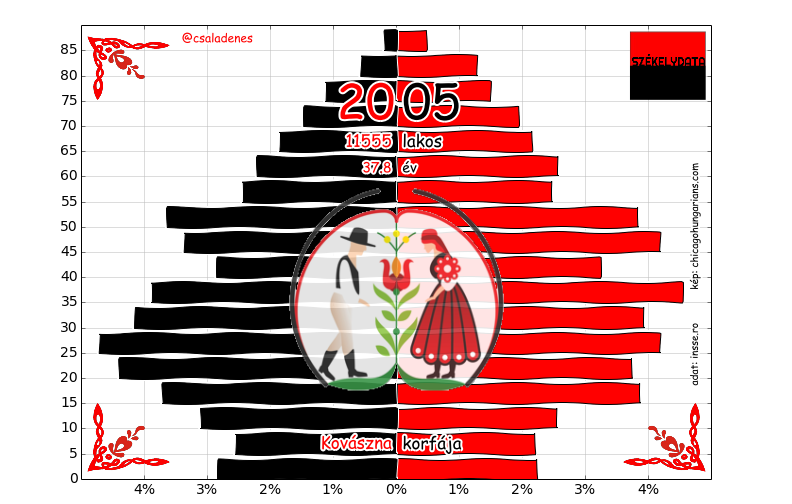 @csaladenes
SZÉKELYDATA
2005
11555 lakos
37.8 év
kép: chicagohungarians.com
adat: insse.ro
Kovászna korfája
85
80
75
70
65
60
55
50
45
40
35
30
25
20
15
10
5
0
4% 3% 2% 1% 0% 1% 2% 3% 4%